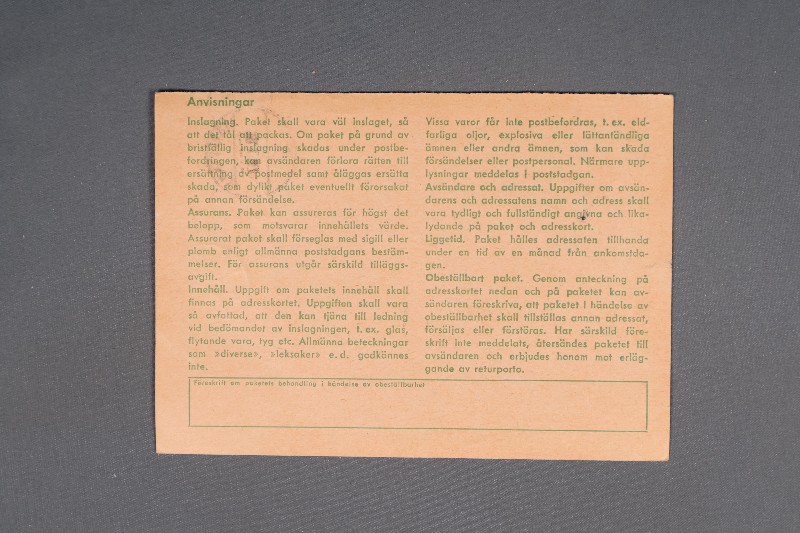 Anvisningar
Inslagning. Paket skall vara väl inslaget, så
att det tål att packas. Om paket på grund av
bristfällig inslagning skadas under postbe-
fordringen, kan avsändaren förlora rätten till
ersättning av postmedel samt åläggas ersätta
skada, som dylikt paket eventuellt förorsakat
på annan försändelse.
Assurans. Paket kan assureras för högst det
belopp, som motsvarar innehållets värde.
Assurerat paket skall förseglas med sigill eller
plomb enligt allmänna poststadgans bestäm-
melser. För assurans utgår särskild tilläggs-
avgift.
Innehåll. Uppgift om paketets innehåll skall
finnas på adresskortet. Uppgiften skall vara
så avfattad, att den kan tjäna till ledning
vid bedömandet av inslagningen, t. ex. glas,
flytande vara, tyg etc. Allmänna beteckningar
som »diverse», »leksaker» e. d. godkännes
inte.
Vissa varor får inte postbefordras, t. ex. eld-
farliga oljor, explosiva eller lättantändliga
ämnen eller andra ämnen, som kan skada
försändelser eller postpersonal. Närmare upp-
lysningar meddelas i poststadgan.
Avsändare och adressat. Uppgifter om avsän-
darens och adressatens namn och adress skall
vara tydligt och fullständigt angivna och lika-
lydande på paket och adresskort.
Liggetid. Paket hålles adressaten tillhanda
under en tid av en månad från ankomstda-
gen.
Obeställbart paket. Genom anteckning på
adresskortet nedan och på paketet kan av-
sändaren föreskriva, att paketet i händelse av
obeställbarhet skall tillställas annan adressat,
försäljas eller förstöras. Har särskild före-
skrift inte meddelats, återsändes paketet till
avsändaren och erbjudes honom mot erläg-
gande av returporto.
Föreskrift om paketets behandling i händelse av obeställbarhet